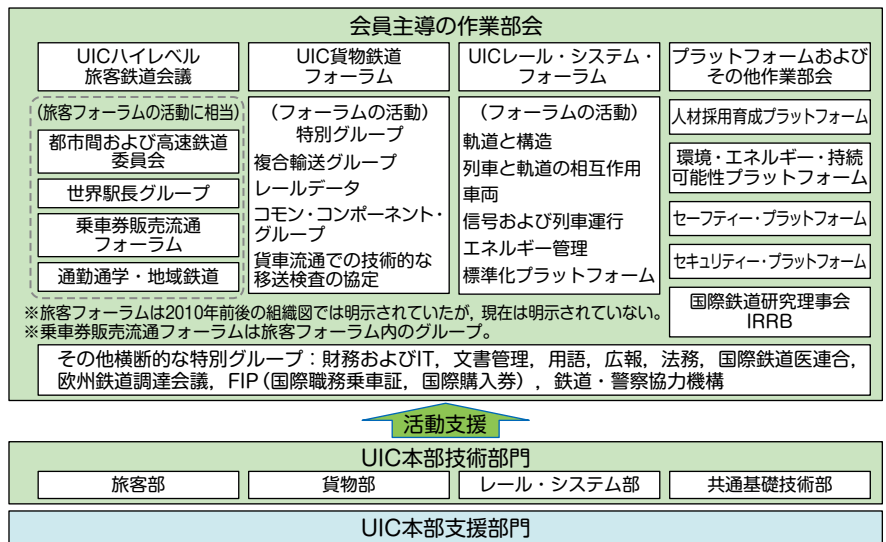 会員主導の作業部会
UICハイレベル
旅客鉄道会議
(旅客フォーラムの活動に相当)
都市間および高速鉄道
委員会
世界駅長グループ
乗車券販売流通
フォーラム
通勤通学・地域鉄道
UIC貨物鉄道
フォーラム
(フォーラムの活動)
特別グループ
複合輸送グループ
レールデータ
コモン・コンポーネント・
グループ
貨車流通での技術的な
移送検査の協定
UICレール・システム・
フォーラム
(フォーラムの活動)
軌道と構造
列車と軌道の相互作用
車両
信号および列車運行
エネルギー管理
標準化プラットフォーム
プラットフォームおよび
その他作業部会
人材採用育成プラットフォーム
環境・エネルギー・持続
可能性プラットフォーム
セーフティー・プラットフォーム
セキュリティー・プラットフォーム
国際鉄道研究理事会
IRRB
※旅客フォーラムは2010年前後の組織図では明示されていたが,現在は明示されていない。
※乗車券販売流通フォーラムは旅客フォーラム内のグループ。
その他横断的な特別グループ:財務およびIT,文書管理,用語,広報,法務,国際鉄道医連合,
欧州鉄道調達会議,FIP(国際職務乗車証,国際購入券),鉄道・警察協力機構
活動支援
UIC本部技術部門
旅客部
貨物部
レール・システム部
共通基礎技術部
UIC本部支援部門